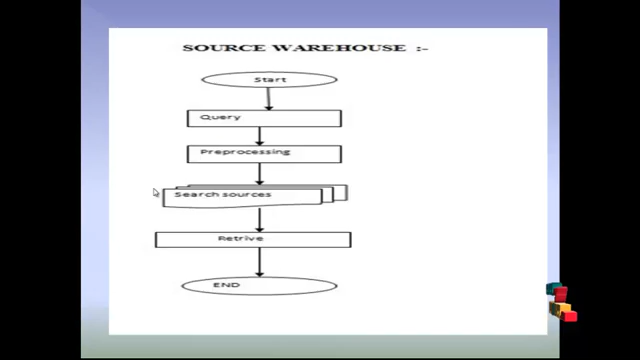 SOURCE WAREHOUSE :-
Start
Query
Preprocessing
Search sources
Retrive
END